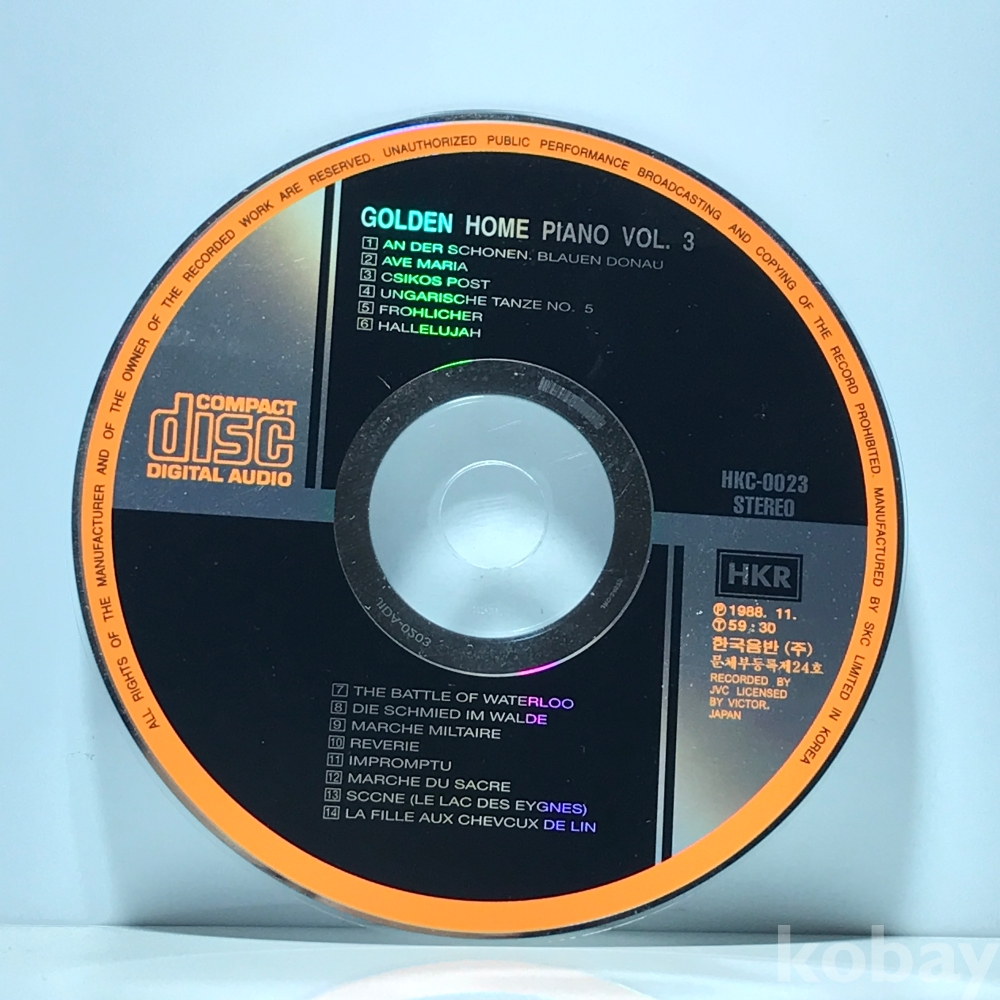 ALL RIGHTS OF THE MANUFACTURER AND OF THE OWNER OF THE RECORDED WORK ARE RESERVED. UNAUTHORIZED PUBLIC PERFORMANCE BROADCASTING AND COPYING OF THE RECORD PROHIBITED. MANUFACTURED BY SKC LIMITED IN KOREA
GOLDEN HOME PIANO VOL. 3
1 AN DER SCHONEN. BLAUEN DONAU
2 AVE MARIA
3 CSIKOS POST
4 UNGARISCHE TANZE NO. 5
5 FROHLICHER
6 HALLELUJAH
COMPACT
disc
DIGITAL AUDIO
HKC-0023
STEREO
HKR
Ⓟ1988. 11.
Ⓣ59 : 30
한국음반 (주)
문체부등록제24호
RECORDED BY
JVC LICENSED
BY VICTOR.
JAPAN
7 THE BATTLE OF WATERLOO
8 DIE SCHMIED IM WALDE
9 MARCHE MILTAIRE
10 REVERIE
11 IMPROMPTU
12 MARCHE DU SACRE
13 SCCNE (LE LAC DES EYGNES)
14 LA FILLE AUX CHEVCUX DE LIN
kobay